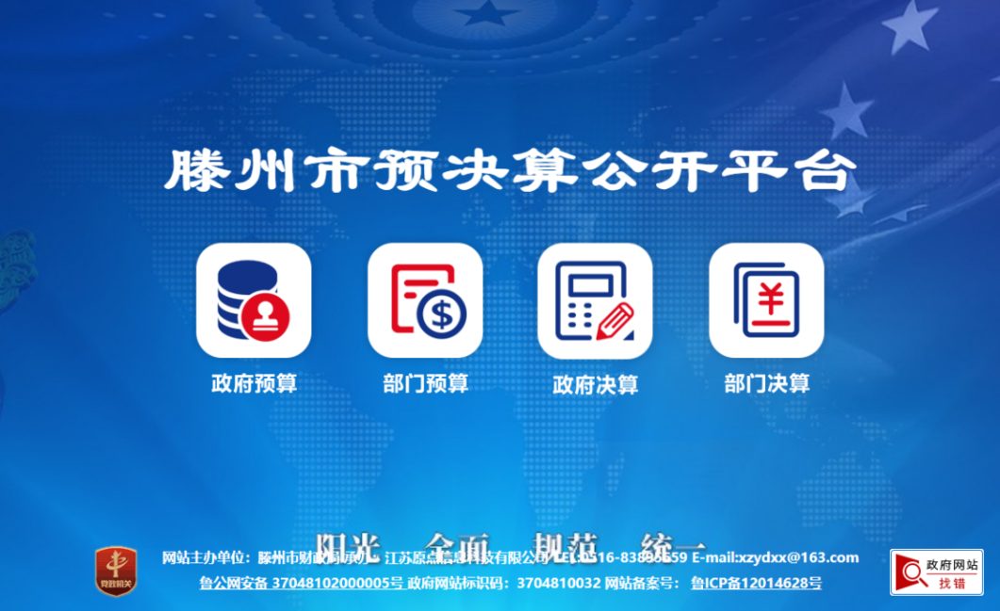 滕州市预决算公开平台
政府预算
部门预算
政府决算
部门决算
阳光 全面 规范 统一
网站主办单位：滕州市财政局 承办：江苏原点信息科技有限公司 TEL:0516-83895559 E-mail:xzydxx@163.com
鲁公网安备 37048102000005号 政府网站标识码：3704810032 网站备案号： 鲁ICP备12014628号
党政机关
政府网站
找错